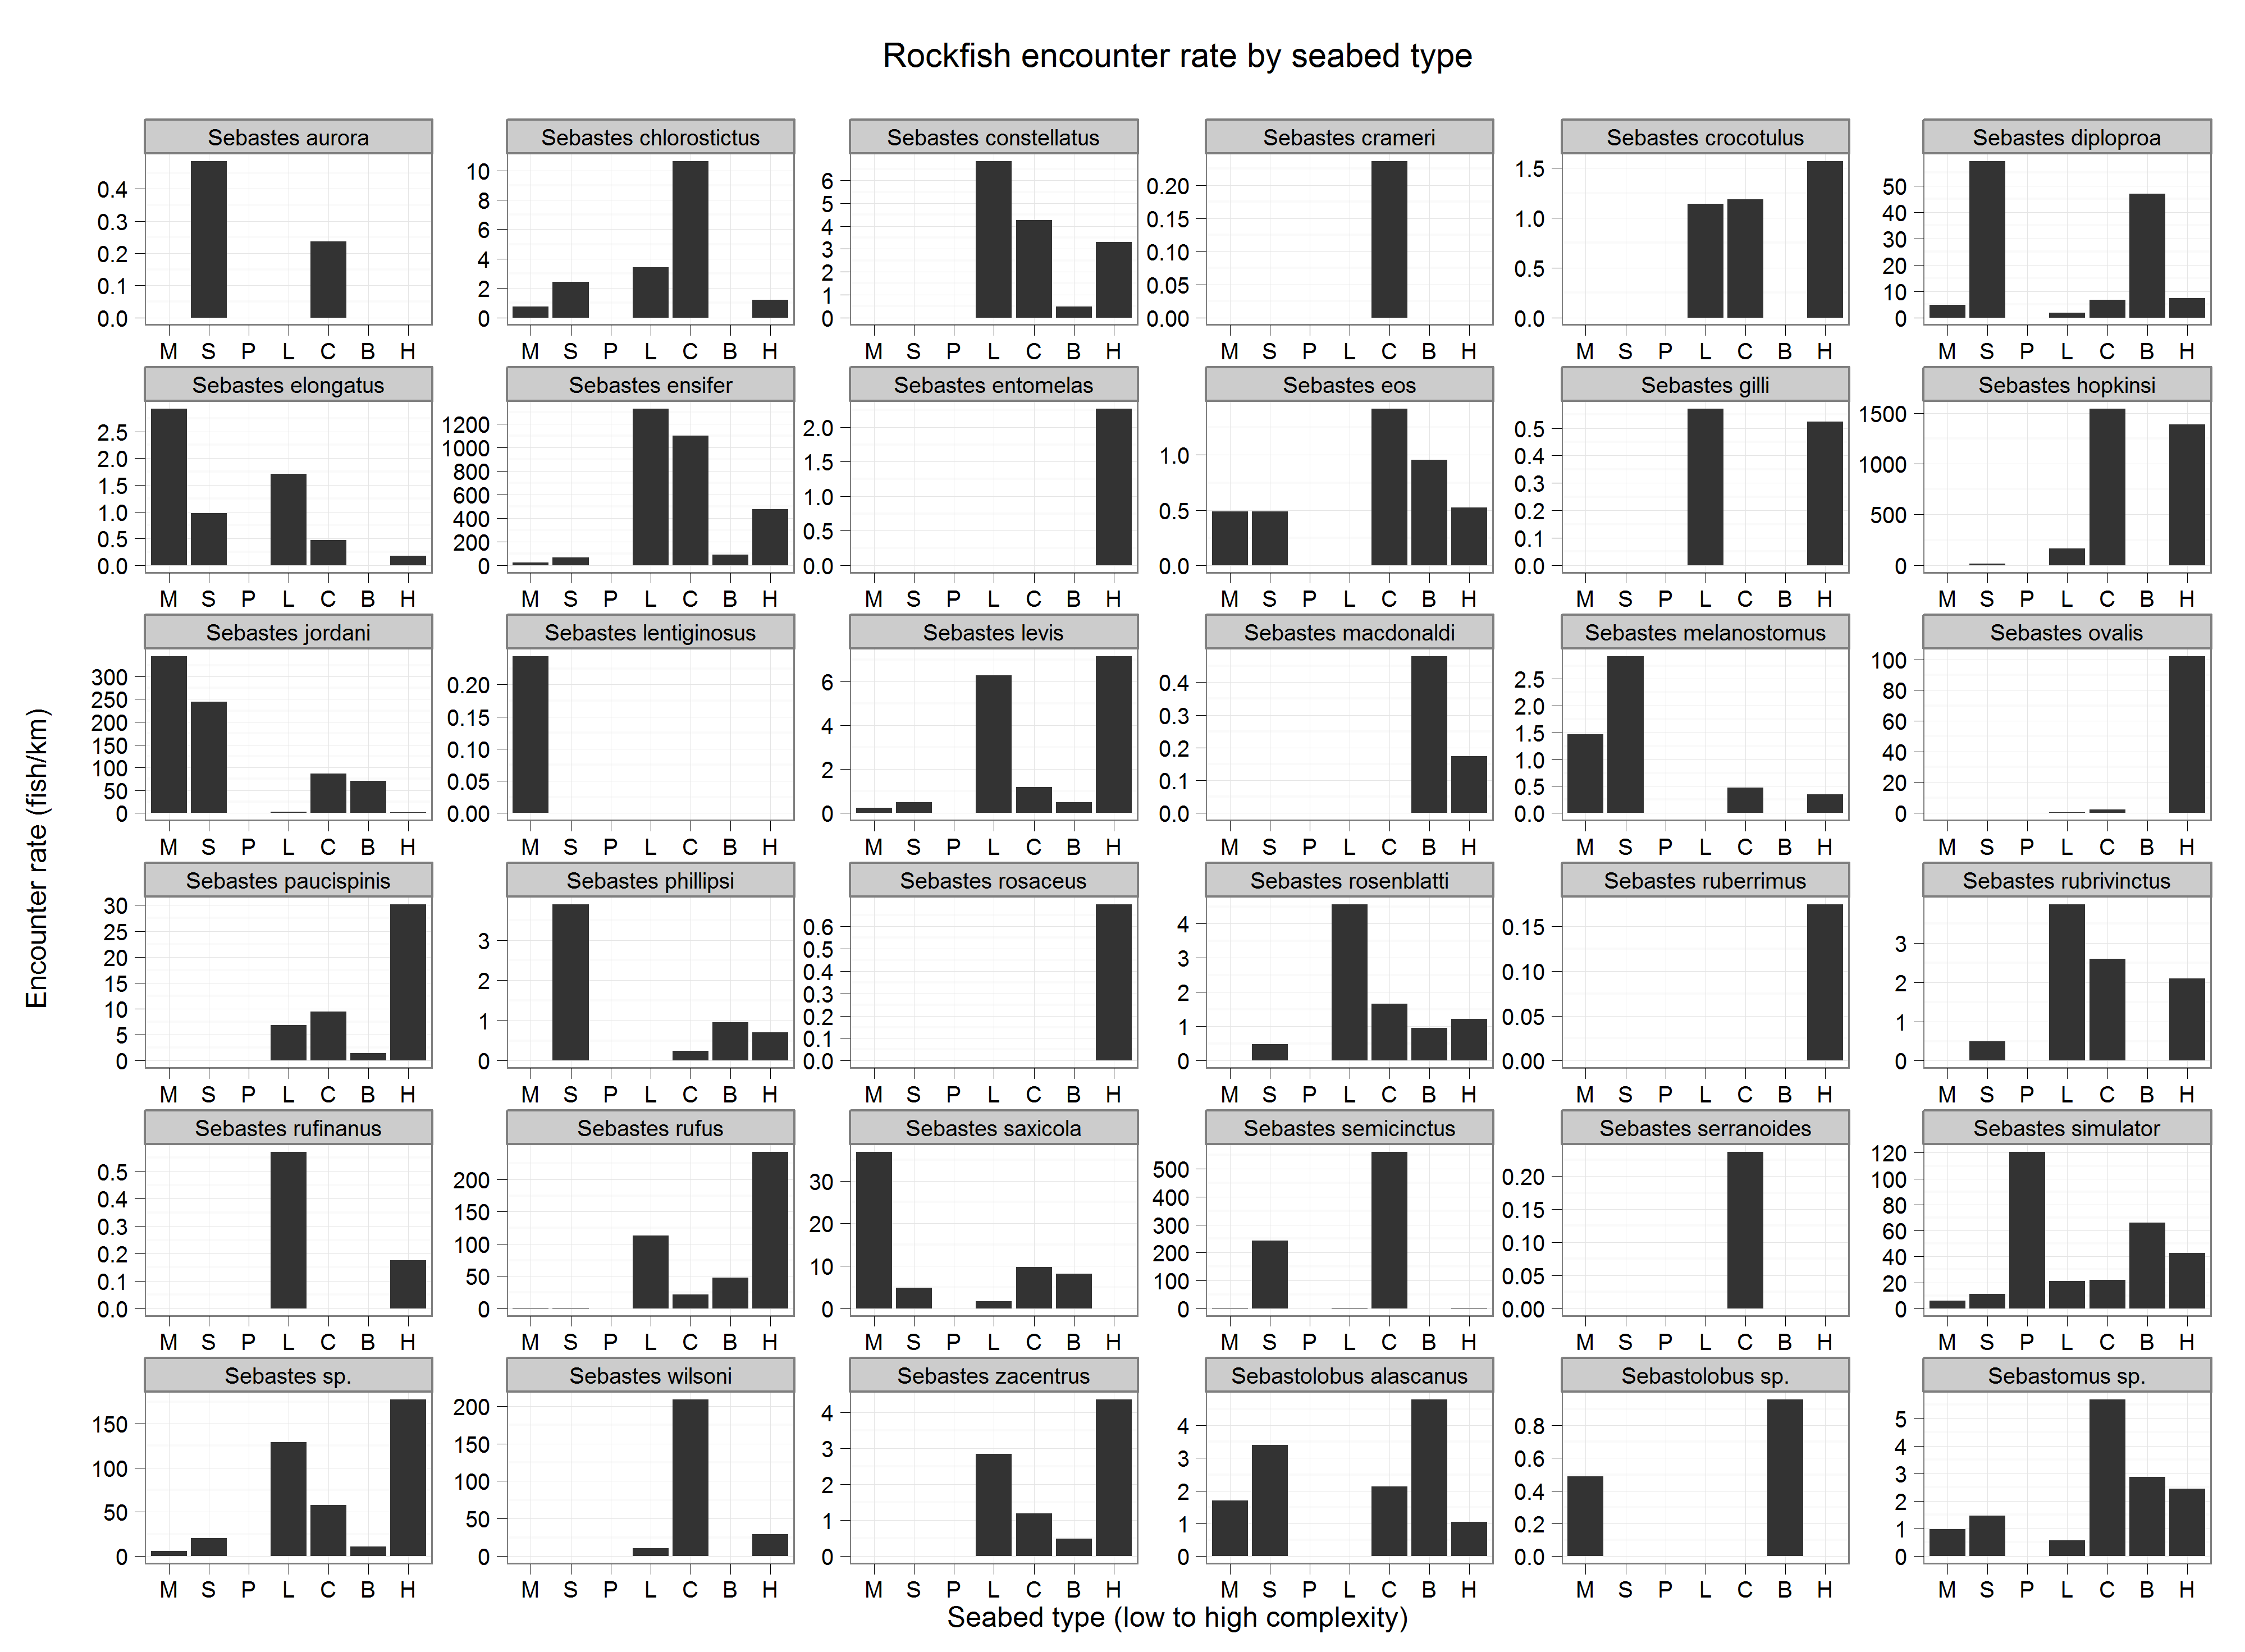 Rockfish encounter rate by seabed type
Sebastes aurora
Sebastes chlorostictus
Sebastes constellatus
Sebastes crameri
Sebastes crocotulus
Sebastes diploproa
0.4 0.3 0.2 0.1 0.0
10 8 6 4 2 0
6 5 4 3 2 1 0
0.20 0.15 0.10 0.05 0.00
1.5 1.0 0.5 0.0
50 40 30 20 10 0
M S P L C B H
M S P L C B H
M S P L C B H
M S P L C B H
M S P L C B H
M S P L C B H
Sebastes elongatus
Sebastes ensifer
Sebastes entomelas
Sebastes eos
Sebastes gilli
Sebastes hopkinsi
2.5 2.0 1.5 1.0 0.5 0.0
1200 1000 800 600 400 200 0
2.0 1.5 1.0 0.5 0.0
1.0 0.5 0.0
0.5 0.4 0.3 0.2 0.1 0.0
1500 1000 500 0
M S P L C B H
M S P L C B H
M S P L C B H
M S P L C B H
M S P L C B H
M S P L C B H
Sebastes jordani
Sebastes lentiginosus
Sebastes levis
Sebastes macdonaldi
Sebastes melanostomus
Sebastes ovalis
300 250 200 150 100 50 0
0.20 0.15 0.10 0.05 0.00
6 4 2 0
0.4 0.3 0.2 0.1 0.0
2.5 2.0 1.5 1.0 0.5 0.0
100 80 60 40 20 0
M S P L C B H
M S P L C B H
M S P L C B H
M S P L C B H
M S P L C B H
M S P L C B H
Encounter rate (fish/km)
Sebastes paucispinis
Sebastes phillipsi
Sebastes rosaceus
Sebastes rosenblatti
Sebastes ruberrimus
Sebastes rubrivinctus
30 25 20 15 10 5 0
3 2 1 0
0.6 0.5 0.4 0.3 0.2 0.1 0.0
4 3 2 1 0
0.15 0.10 0.05 0.00
3 2 1 0
M S P L C B H
M S P L C B H
M S P L C B H
M S P L C B H
M S P L C B H
M S P L C B H
Sebastes rufinanus
Sebastes rufus
Sebastes saxicola
Sebastes semicinctus
Sebastes serranoides
Sebastes simulator
0.5 0.4 0.3 0.2 0.1 0.0
200 150 100 50 0
30 20 10 0
500 400 300 200 100 0
0.20 0.15 0.10 0.05 0.00
120 100 80 60 40 20 0
M S P L C B H
M S P L C B H
M S P L C B H
M S P L C B H
M S P L C B H
M S P L C B H
Sebastes sp.
Sebastes wilsoni
Sebastes zacentrus
Sebastolobus alascanus
Sebastolobus sp.
Sebastomus sp.
150 100 50 0
200 150 100 50 0
4 3 2 1 0
4 3 2 1 0
0.8 0.6 0.4 0.2 0.0
5 4 3 2 1 0
M S P L C B H
M S P L C B H
M S P L C B H
M S P L C B H
M S P L C B H
M S P L C B H
Seabed type (low to high complexity)